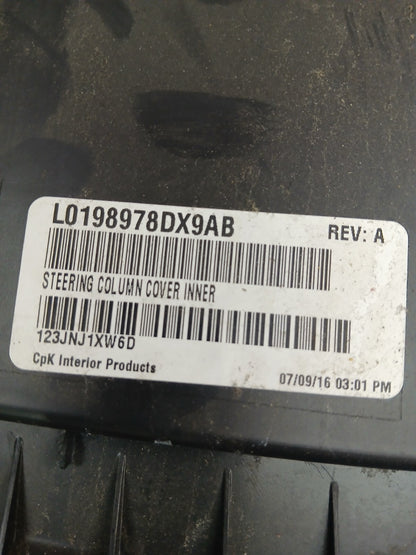 L0198978DX9AB
REV: A
STEERING COLUMN COVER INNER
123JNJ1XW6D
CpK Interior Products
07/09/16 03:01 PM